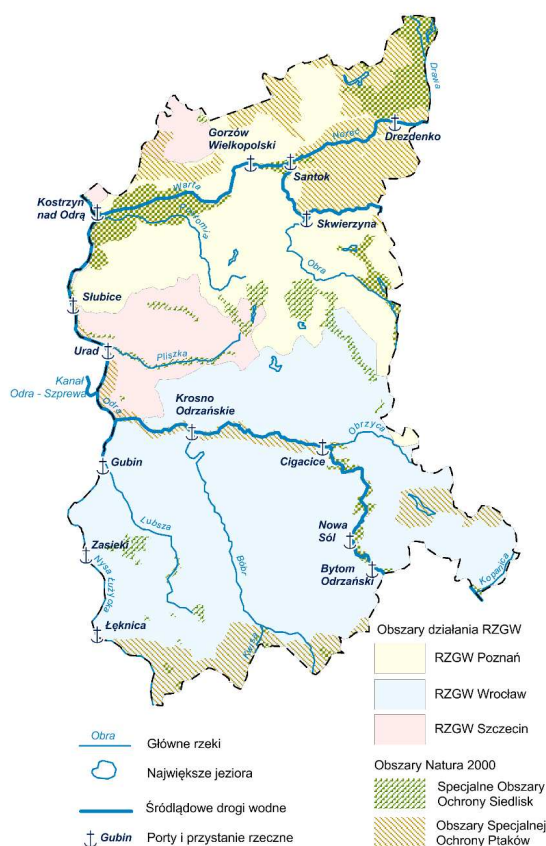 Drawa
Gorzów
Wielkopolski
Noteć
Drezdenko
Santok
Warta
Kostrzyn
nad Odrą
Skwierzyna
Obra
Słubice
Urad
Pliszka
Kanał
Odra - Szprewa
Odra
Krosno
Odrzańskie
Obrzyca
Cigacice
Gubin
Lubsza
Bóbr
Nowa
Sól
Zasieki
Nysa
Łużycka
Bytom
Odrzański
Kopanica
Łęknica
Kwisa
Obszary działania RZGW
RZGW Poznań
RZGW Wrocław
RZGW Szczecin
Obszary Natura 2000
Specjalne Obszary
Ochrony Siedlisk
Obszary Specjalnej
Ochrony Ptaków
Obra
Główne rzeki
Największe jeziora
Śródlądowe drogi wodne
Gubin Porty i przystanie rzeczne